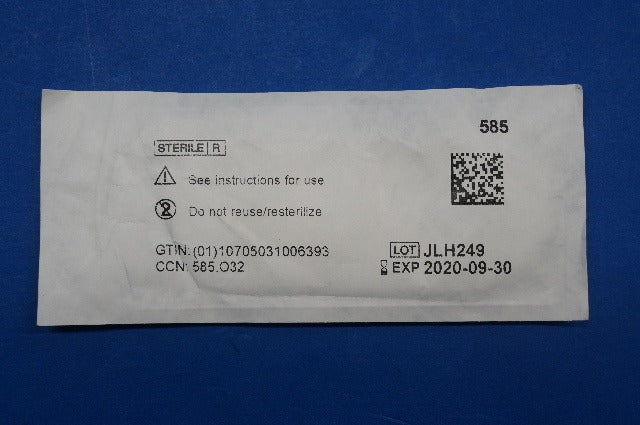 585
STERILE R
See instructions for use
Do not reuse/resterilize
GTIN: (01)10705031006393
CCN: 585.O32
LOT JLH249
EXP 2020-09-30